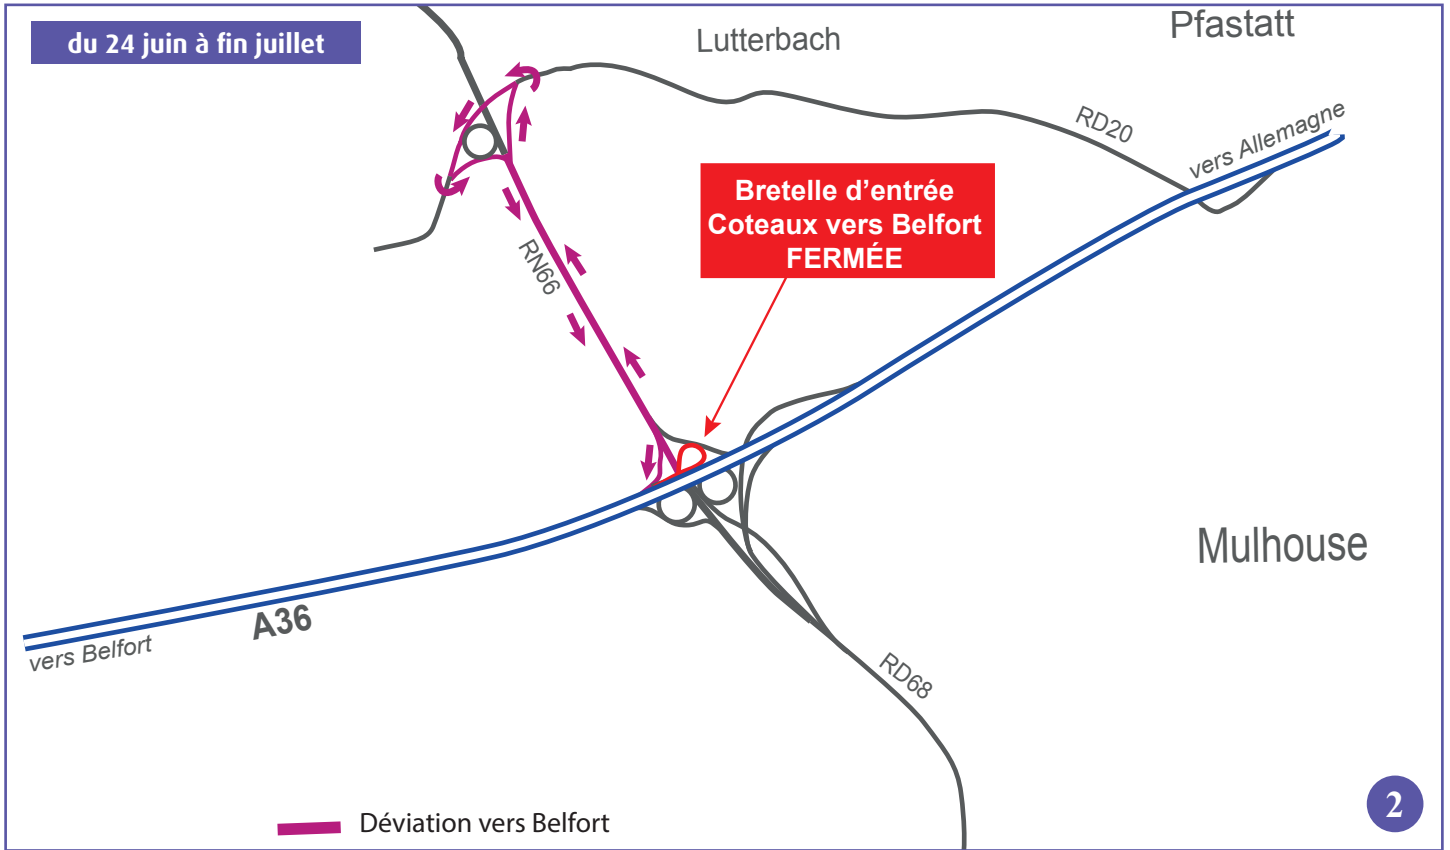 du 24 juin à fin juillet
Lutterbach
Pfastatt
RD20
vers Allemagne
Bretelle d’entrée
Coteaux vers Belfort
FERMÉE
RN66
Mulhouse
A36
vers Belfort
RD68
Déviation vers Belfort
2